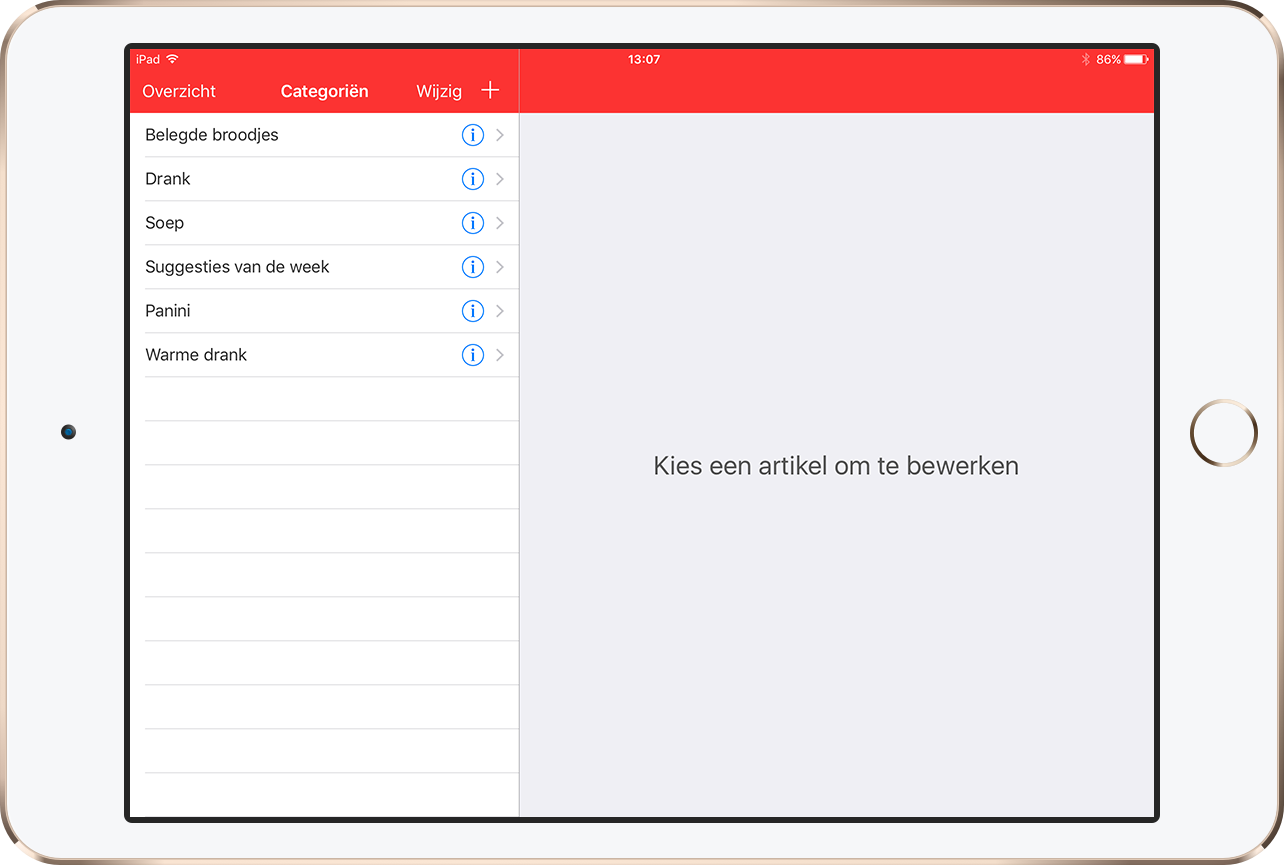 iPad 13:07 86%
Overzicht Categoriën Wijzig +
Belegde broodjes
Drank
Soep
Suggesties van de week
Panini
Warme drank
Kies een artikel om te bewerken